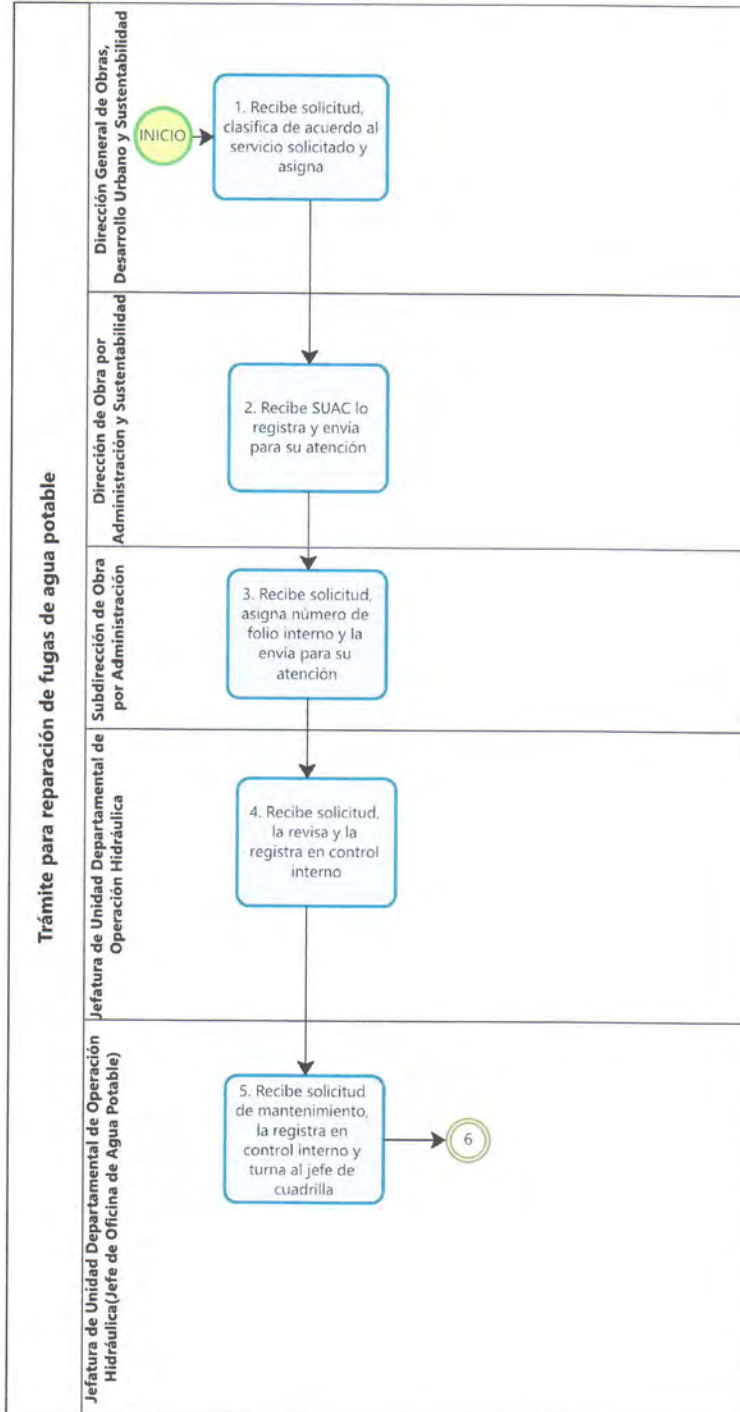 Trámite para reparación de fugas de agua potable
Dirección General de Obras,
Desarrollo Urbano y Sustentabilidad
INICIO
1. Recibe solicitud,
clasifica de acuerdo al
servicio solicitado y
asigna
Dirección de Obra por
Administración y Sustentabilidad
2. Recibe SUAC lo
registra y envía
para su atención
Subdirección de Obra
por Administración
3. Recibe solicitud,
asigna número de
folio interno y la
envía para su
atención
Jefatura de Unidad Departamental de
Operación Hidráulica
4. Recibe solicitud,
la revisa y la
registra en control
interno
Jefatura de Unidad Departamental de Operación
Hidráulica(Jefe de Oficina de Agua Potable)
5. Recibe solicitud
de mantenimiento,
la registra en
control interno y
turna al jefe de
cuadrilla
6